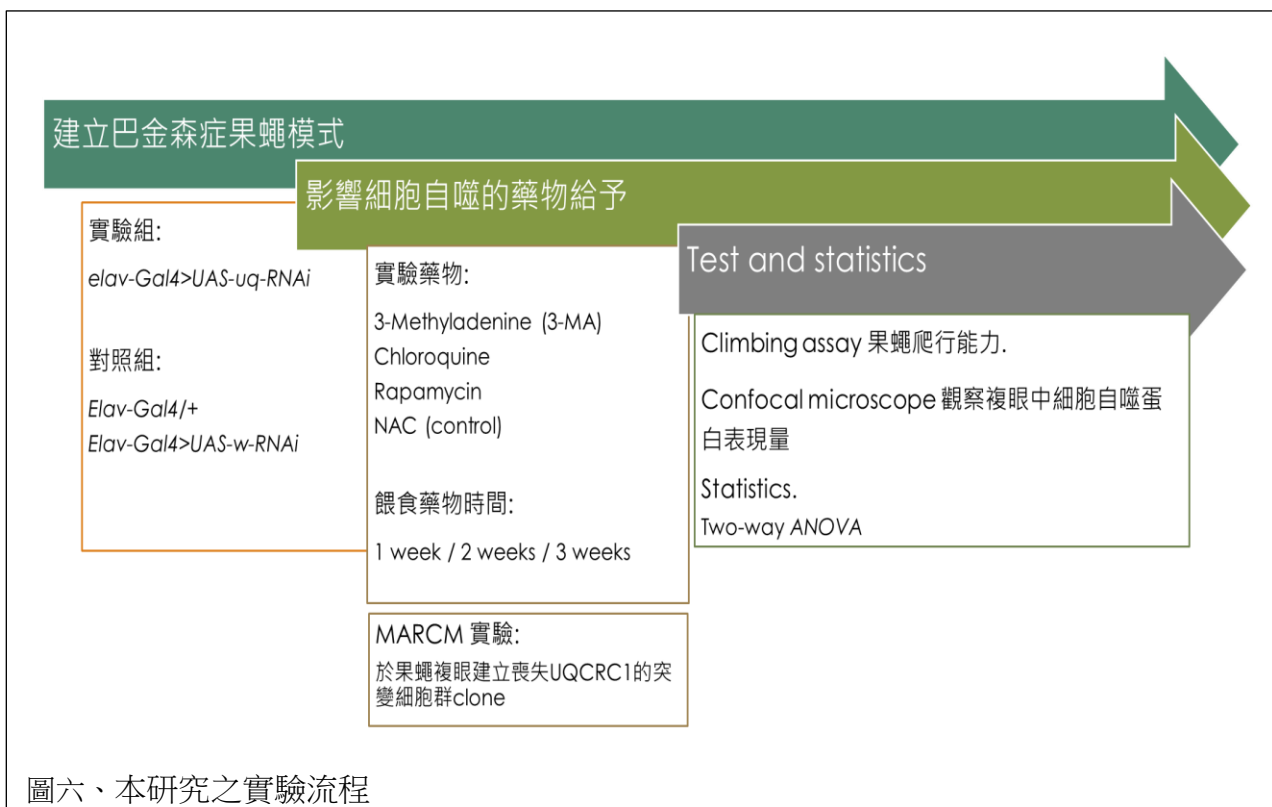 建立巴金森症果蠅模式
影響細胞自噬的藥物給予
Test and statistics
實驗組:
elav-Gal4>UAS-uq-RNAi
對照組:
Elav-Gal4/+
Elav-Gal4>UAS-w-RNAi
實驗藥物:
3-Methyladenine (3-MA)
Chloroquine
Rapamycin
NAC (control)
餵食藥物時間:
1 week / 2 weeks / 3 weeks
MARCM 實驗:
於果蠅複眼建立喪失UQCRC1的突
變細胞群clone
Climbing assay 果蠅爬行能力.
Confocal microscope 觀察複眼中細胞自噬蛋
白表現量
Statistics.
Two-way ANOVA
圖六、本研究之實驗流程